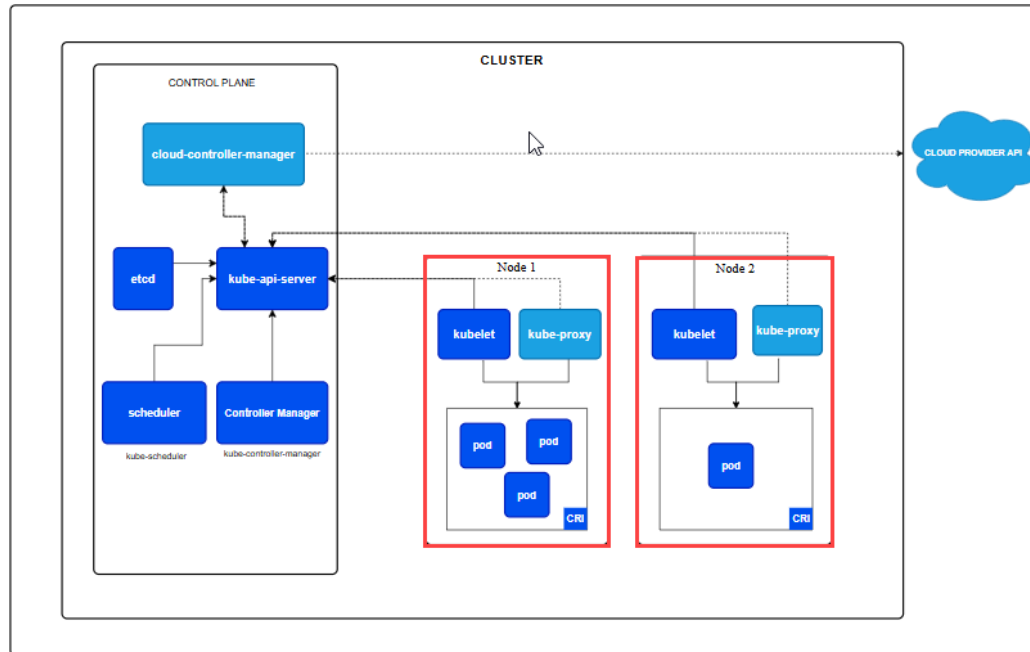 CLUSTER
CONTROL PLANE
cloud-controller-manager
CLOUD PROVIDER API
etcd
kube-api-server
Node 1
Node 2
kubelet
kube-proxy
kubelet
kube-proxy
scheduler
Controller Manager
kube-scheduler
kube-controller-manager
pod
pod
pod
CRI
pod
CRI